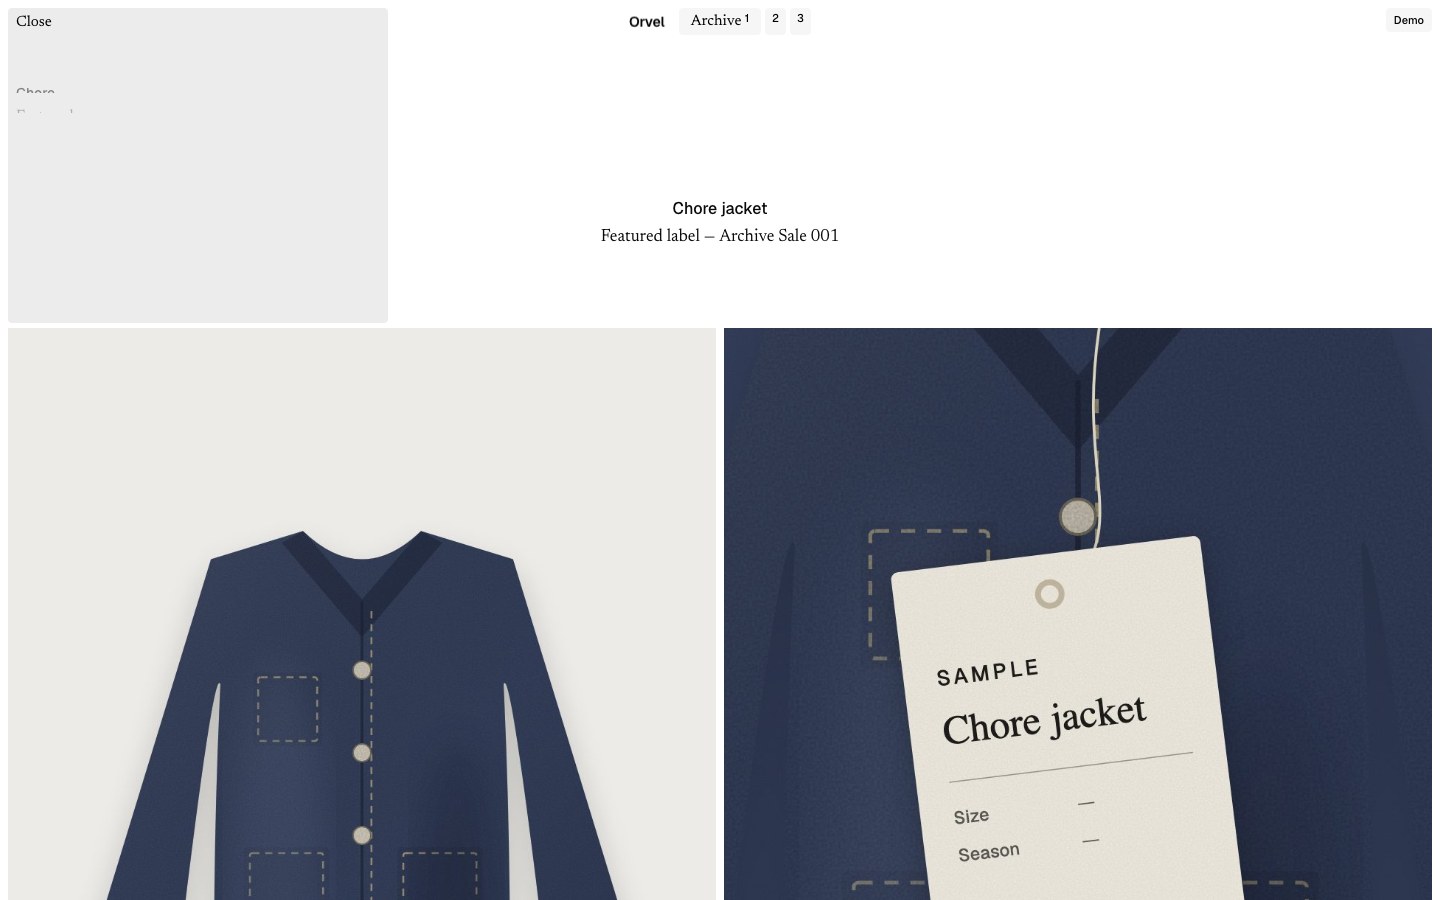 Close
Orvel
Archive 1
2
3
Demo
Chore jacket
Featured label – Archive Sale 001
SAMPLE
Chore jacket
Size —
Season —